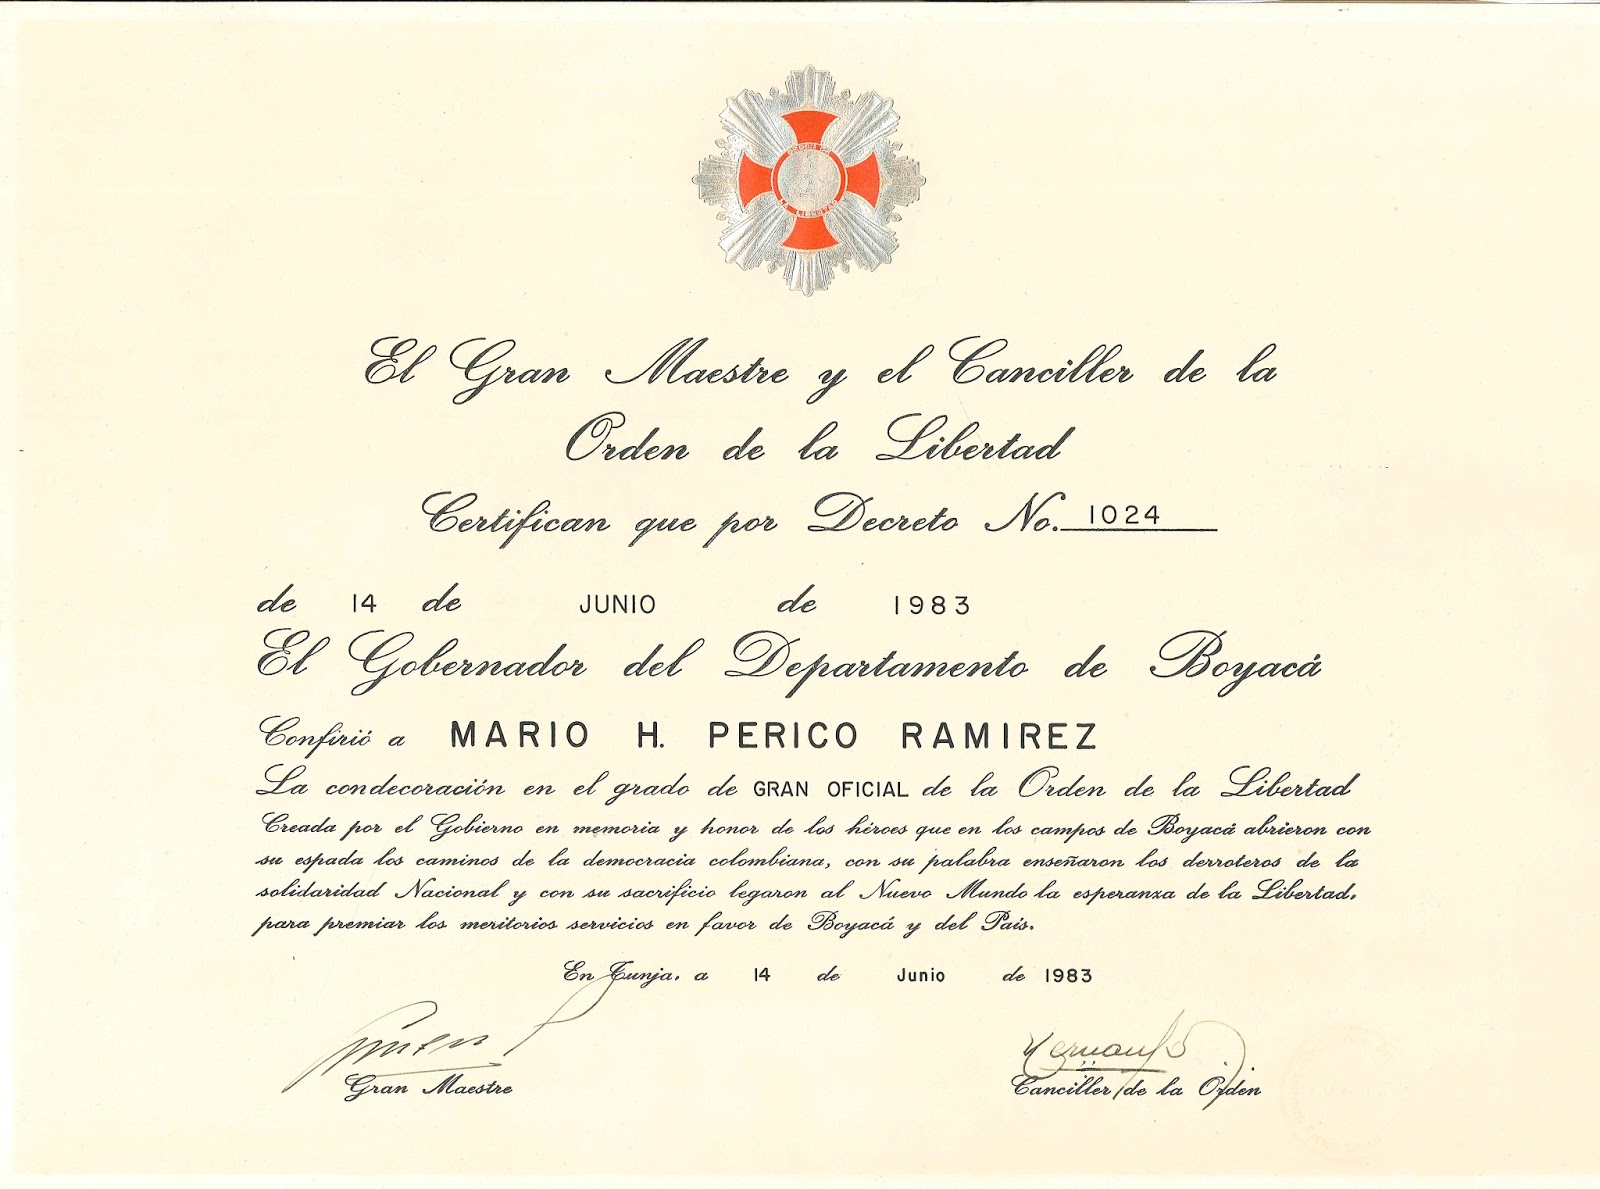 LA LIBERTAD
El Gran Maestre y el Canciller de la
Orden de la Libertad
Certifican que por Decreto No. 1024
de 14 de JUNIO de 1983
El Gobernador del Departamento de Boyacá
Confirió a MARIO H. PERICO RAMIREZ
La condecoración en el grado de GRAN OFICIAL de la Orden de la Libertad
Creada por el Gobierno en memoria y honor de los héroes que en los campos de Boyacá abrieron con
su espada los caminos de la democracia colombiana, con su palabra enseñaron los derroteros de la
solidaridad Nacional y con su sacrificio legaron al Nuevo Mundo la esperanza de la Libertad,
para premiar los meritorios servicios en favor de Boyacá y del País.
En Tunja, a 14 de Junio de 1983
Gran Maestre
Canciller de la Orden